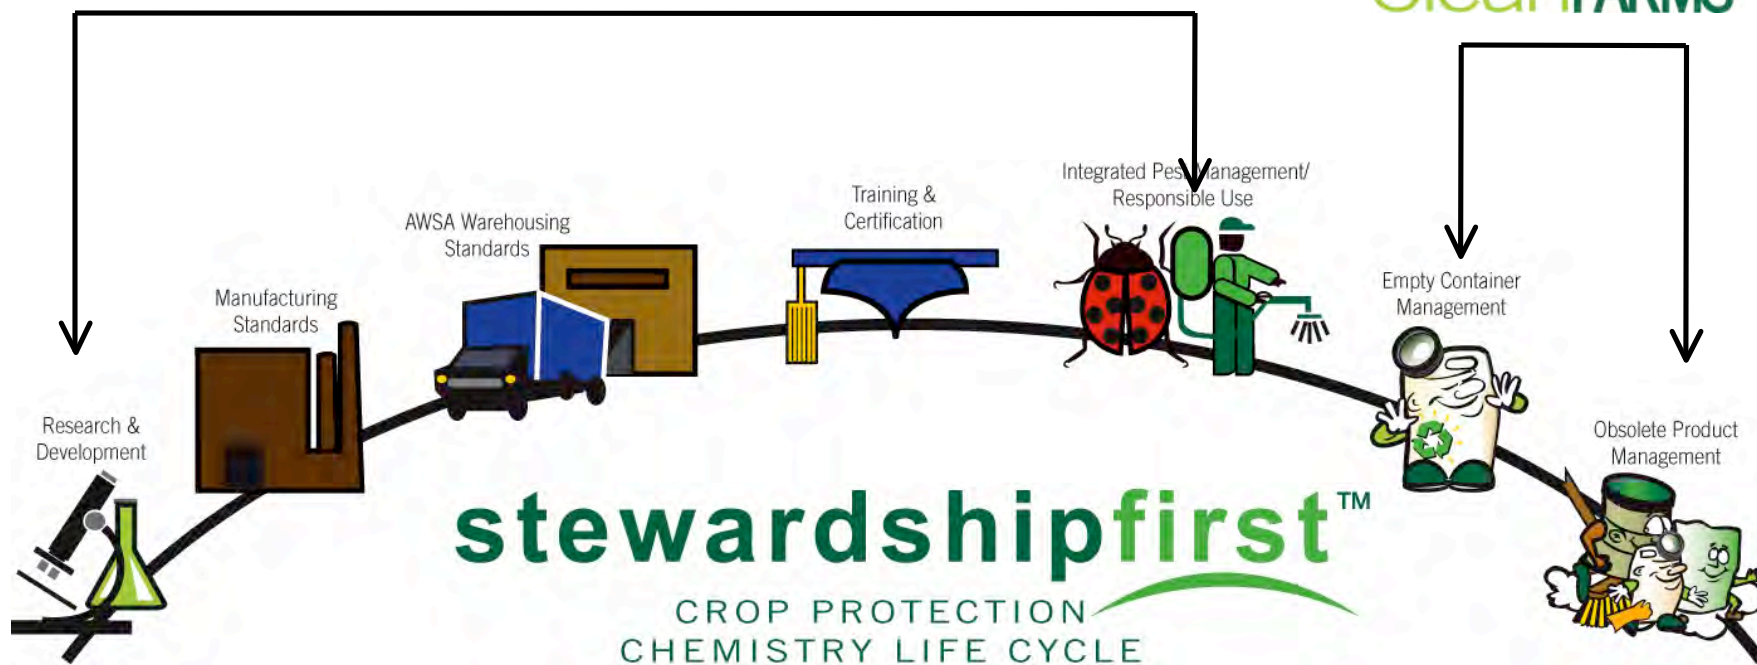 CleanFARMS
Integrated Pest Management/
Responsible Use
Training &
Certification
AWSA Warehousing
Standards
Empty Container
Management
Manufacturing
Standards
Research &
Development
Obsolete Product
Management
stewardshipfirst™
CROP PROTECTION
CHEMISTRY LIFE CYCLE